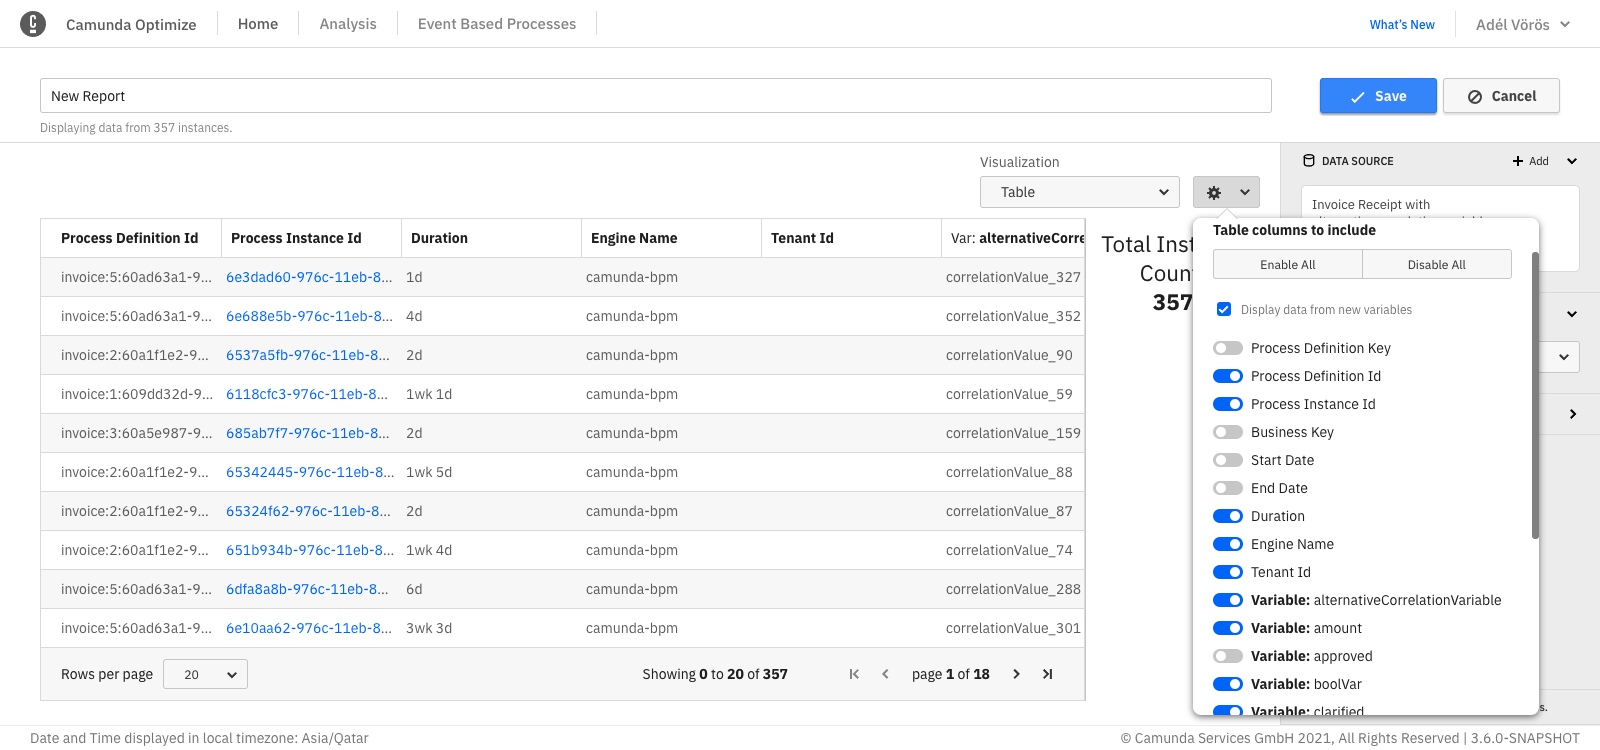 Camunda Optimize Home Analysis Event Based Processes What's New Adél Vörös
New Report Save Cancel
Displaying data from 357 instances.
Visualization
Table
DATA SOURCE Add
Invoice Receipt with
Process Definition Id Process Instance Id Duration Engine Name Tenant Id Var: alternativeCorre
invoice:5:60ad63a1-9... 6e3dad60-976c-11eb-8... 1d camunda-bpm correlationValue_327
invoice:5:60ad63a1-9... 6e688e5b-976c-11eb-8... 4d camunda-bpm correlationValue_352
invoice:2:60a1f1e2-9... 6537a5fb-976c-11eb-8... 2d camunda-bpm correlationValue_90
invoice:1:609dd32d-9... 6118cfc3-976c-11eb-8... 1wk 1d camunda-bpm correlationValue_59
invoice:3:60a5e987-9... 685ab7f7-976c-11eb-8... 2d camunda-bpm correlationValue_159
invoice:2:60a1f1e2-9... 65342445-976c-11eb-8... 1wk 5d camunda-bpm correlationValue_88
invoice:2:60a1f1e2-9... 65324f62-976c-11eb-8... 2d camunda-bpm correlationValue_87
invoice:2:60a1f1e2-9... 651b934b-976c-11eb-8... 1wk 4d camunda-bpm correlationValue_74
invoice:5:60ad63a1-9... 6dfa8a8b-976c-11eb-8... 6d camunda-bpm correlationValue_288
invoice:5:60ad63a1-9... 6e10aa62-976c-11eb-8... 3wk 3d camunda-bpm correlationValue_301
Rows per page 20 Showing 0 to 20 of 357 page 1 of 18
Total Inst
Coun
357
Table columns to include
Enable All Disable All
Display data from new variables
Process Definition Key
Process Definition Id
Process Instance Id
Business Key
Start Date
End Date
Duration
Engine Name
Tenant Id
Variable: alternativeCorrelationVariable
Variable: amount
Variable: approved
Variable: boolVar
Variable: clarified
s.
Date and Time displayed in local timezone: Asia/Qatar © Camunda Services GmbH 2021, All Rights Reserved | 3.6.0-SNAPSHOT